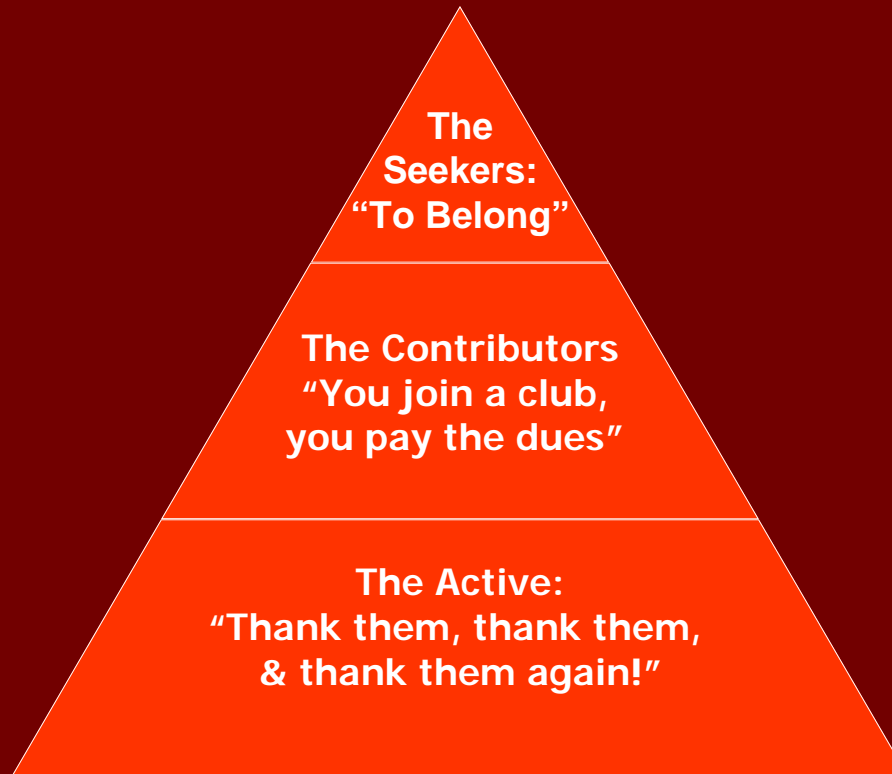 The
Seekers:
“To Belong”
The Contributors
“You join a club,
you pay the dues”
The Active:
“Thank them, thank them,
& thank them again!”